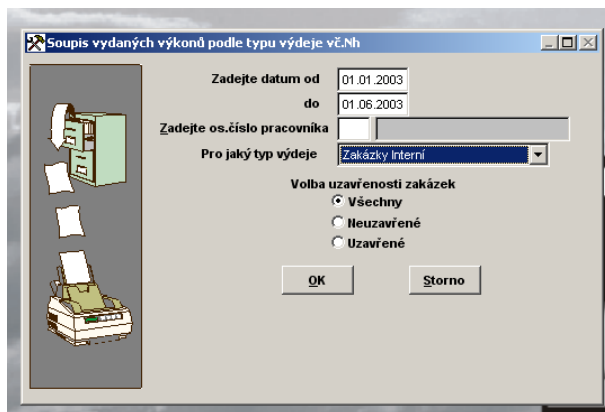 Soupis vydaných výkonů podle typu výdeje vč.Nh
Zadejte datum od 01.01.2003
do 01.06.2003
Zadejte os.číslo pracovníka
Pro jaký typ výdeje Zakázky Interní
Volba uzavřenosti zakázek
Všechny
Neuzavřené
Uzavřené
OK Storno